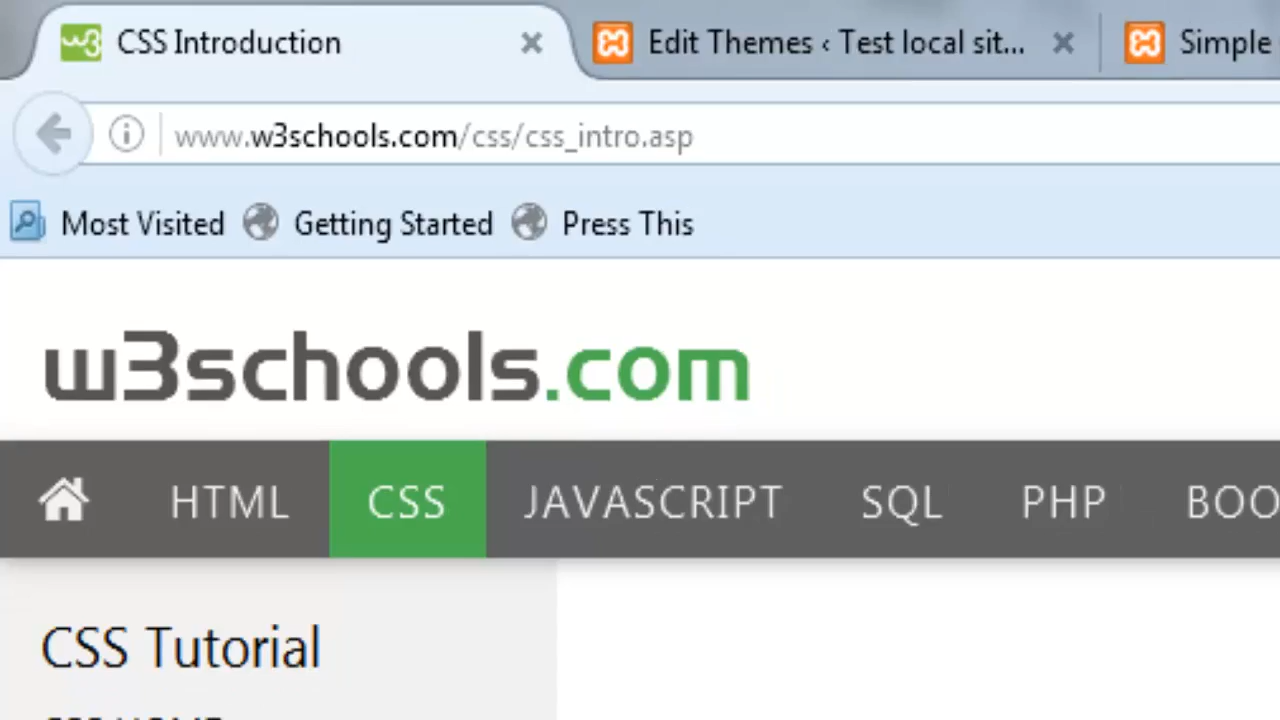 CSS Introduction
Edit Themes ‹ Test local sit...
Simple
www.w3schools.com/css/css_intro.asp
Most Visited
Getting Started
Press This
w3schools.com
HTML
CSS
JAVASCRIPT
SQL
PHP
BOO
CSS Tutorial